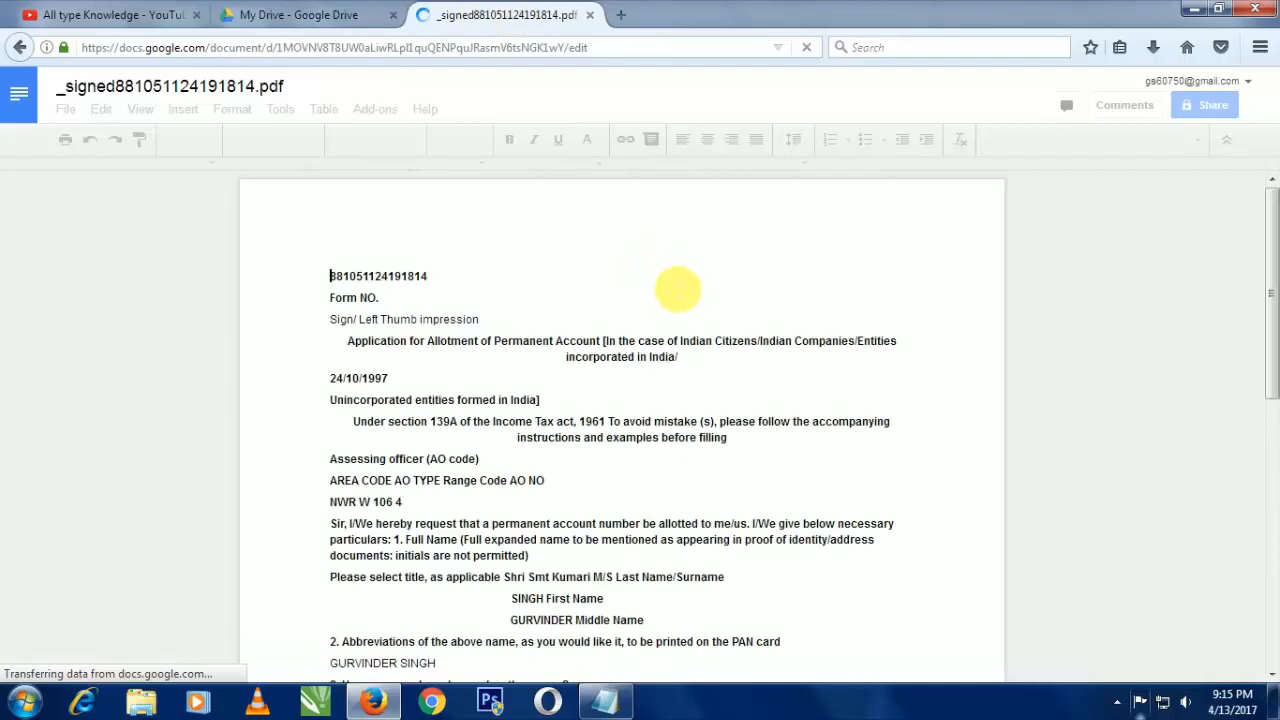 All type Knowledge - YouTu
My Drive - Google Drive
_signed881051124191814.pdf
https://docs.google.com/document/d/1MOVNV8T8UW0aLiwRLpI1quQENPquJRasmV6tsNGK1wY/edit
Search
_signed881051124191814.pdf
gs60750@gmail.com
File Edit View Insert Format Tools Table Add-ons Help
Comments
Share
881051124191814
Form NO.
Sign/ Left Thumb impression
Application for Allotment of Permanent Account [In the case of Indian Citizens/Indian Companies/Entities
incorporated in India/
24/10/1997
Unincorporated entities formed in India]
Under section 139A of the Income Tax act, 1961 To avoid mistake (s), please follow the accompanying
instructions and examples before filling
Assessing officer (AO code)
AREA CODE AO TYPE Range Code AO NO
NWR W 106 4
Sir, I/We hereby request that a permanent account number be allotted to me/us. I/We give below necessary
particulars: 1. Full Name (Full expanded name to be mentioned as appearing in proof of identity/address
documents: initials are not permitted)
Please select title, as applicable Shri Smt Kumari M/S Last Name/Surname
SINGH First Name
GURVINDER Middle Name
2. Abbreviations of the above name, as you would like it, to be printed on the PAN card
GURVINDER SINGH
Transferring data from docs.google.com...
9:15 PM
4/13/2017